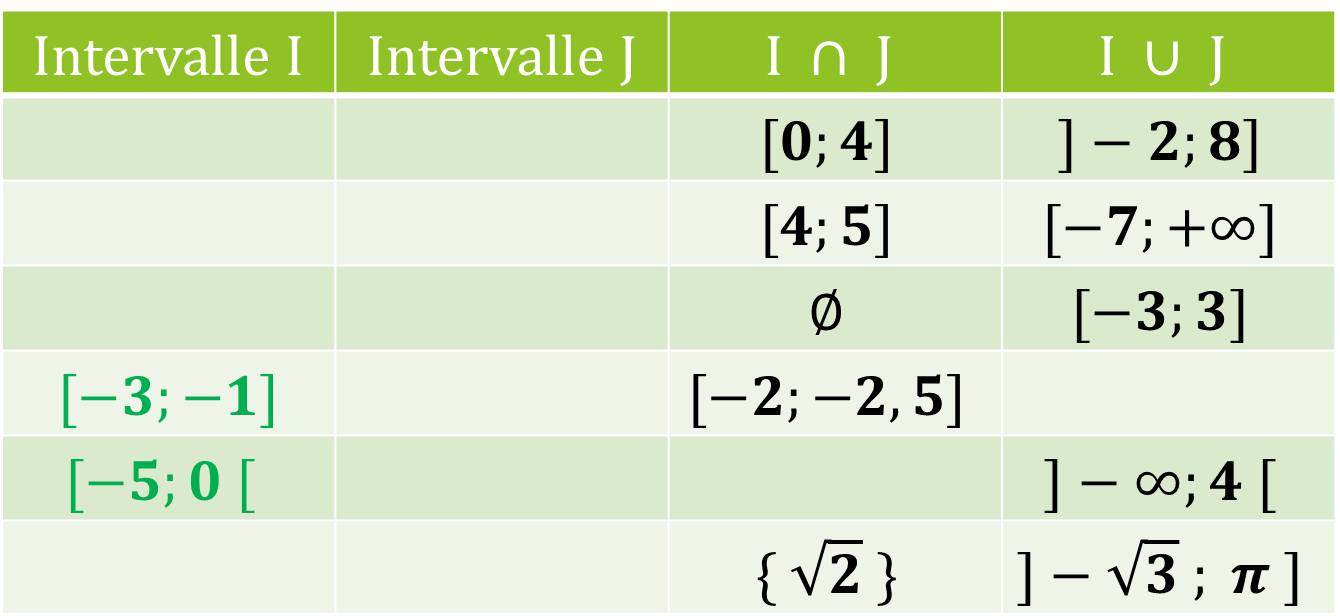 Intervalle I Intervalle J I ∩ J I ∪ J
[0; 4] ]− 2; 8]
[4; 5] [−7; +∞]
∅ [−3; 3]
[−3; −1] [−2; −2, 5]
[−5; 0 [ ] − ∞; 4 [
{ √2 } ] − √3 ; π ]